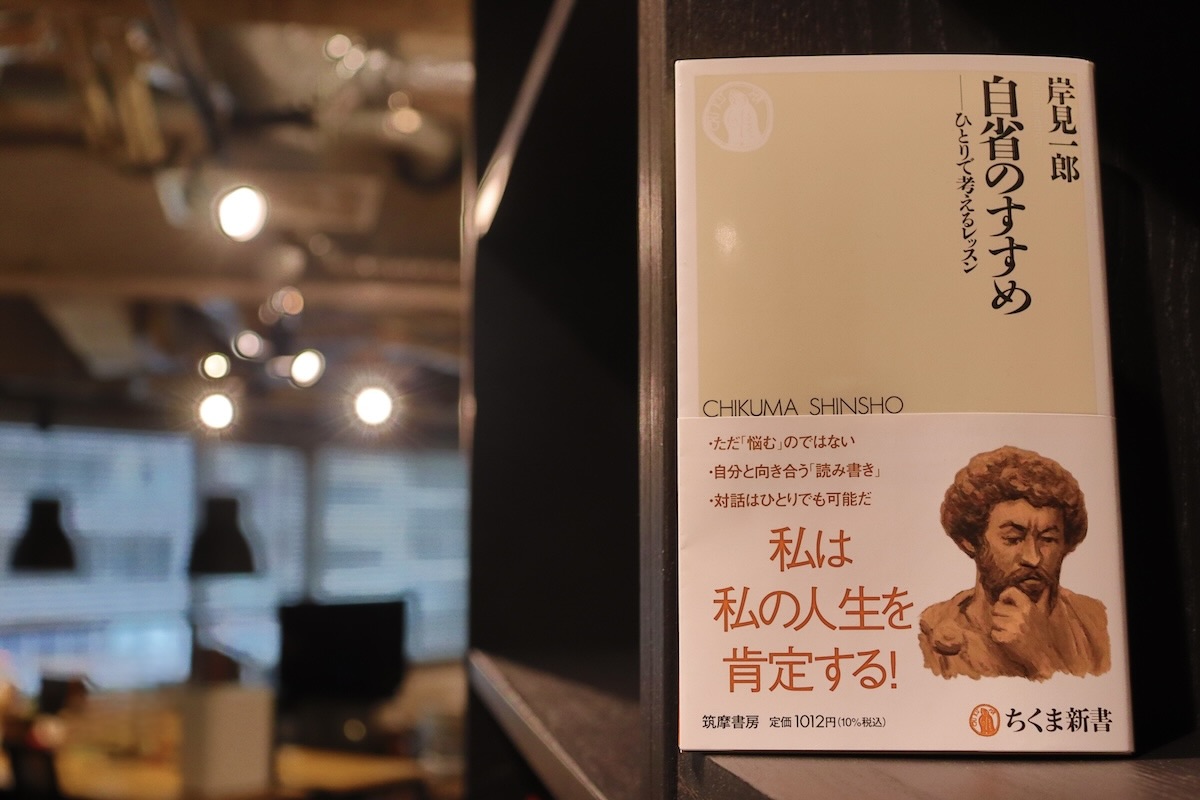 岸見一郎
自省のすすめ
──ひとりで考えるレッスン
CHIKUMA SHINSHO
・ただ「悩む」のではない
・自分と向き合う「読み書き」
・対話はひとりでも可能だ
私は
私の人生を
肯定する!
筑摩書房 定価1012円(10%税込)
ちくま新書